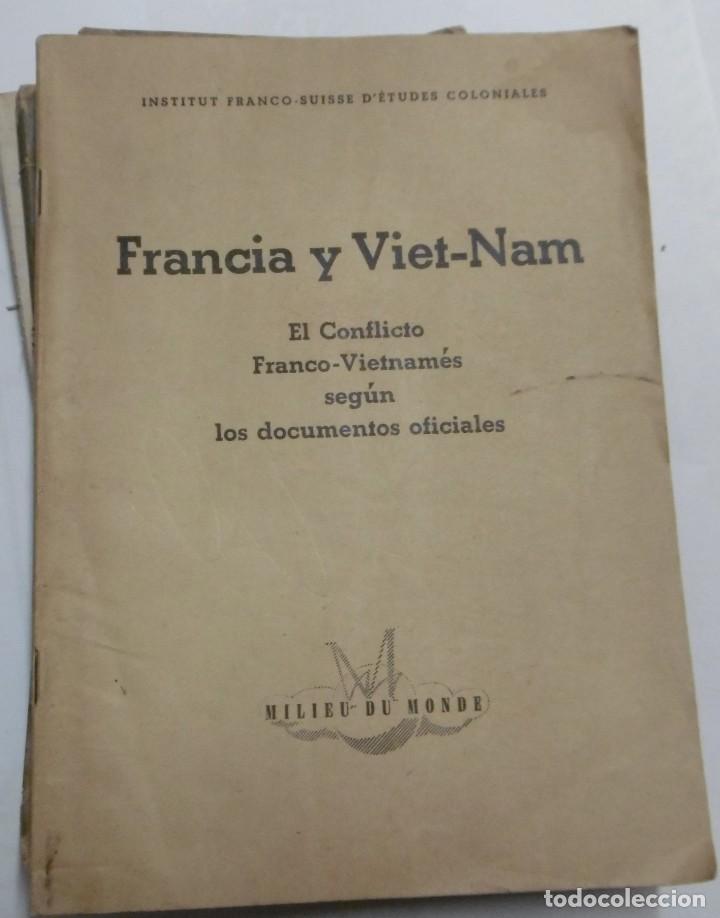 INSTITUT FRANCO-SUISSE D'ÉTUDES COLONIALES
Francia y Viet-Nam
El Conflicto
Franco-Vietnamés
según
los documentos oficiales
MILIEU DU MONDE
todocoleccion